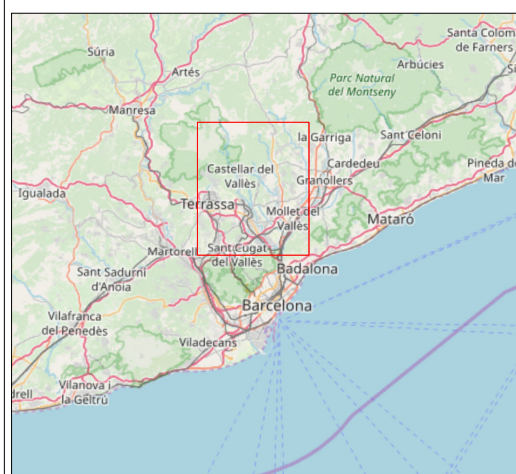 Santa Colom
de Farners
Súria
Arbúcies
Artés
Parc Natural
del Montseny
Manresa
la Garriga
Sant Celoni
Castellar del
Vallès
Cardedeu
Pineda de
Mar
Igualada
Granollers
Terrassa
Mollet del
Vallès
Mataró
Martorell
Sant Cugat
del Vallès
Sant Sadurní
d'Anoia
Badalona
Barcelona
Vilafranca
del Penedès
Viladecans
Vilanova i
la Geltrú
drell